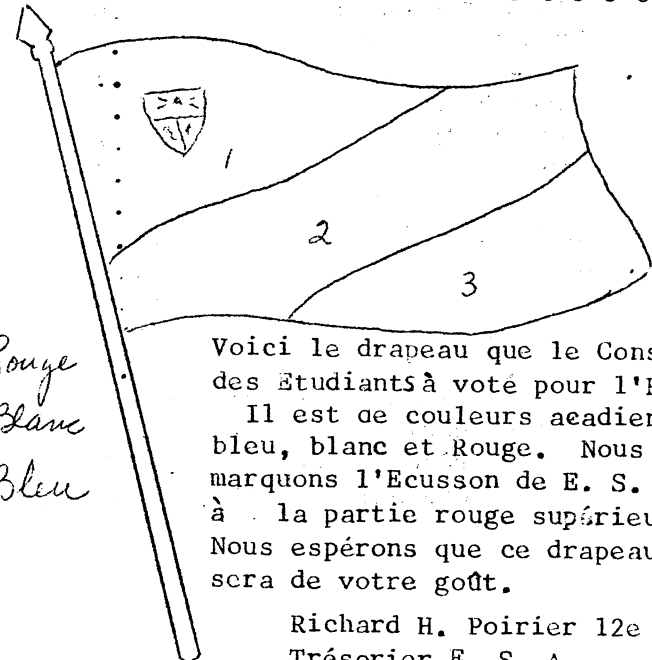 1
2
3
Rouge
Blanc
Bleu
Voici le drapeau que le Cons
des Etudiants à voté pour l'E
Il est de couleurs acadien
bleu, blanc et Rouge. Nous
marquons l'Ecusson de E. S.
à la partie rouge supérieu
Nous espérons que ce drapeau
sera de votre goût.
Richard H. Poirier 12e
Trésorier E. S. A.